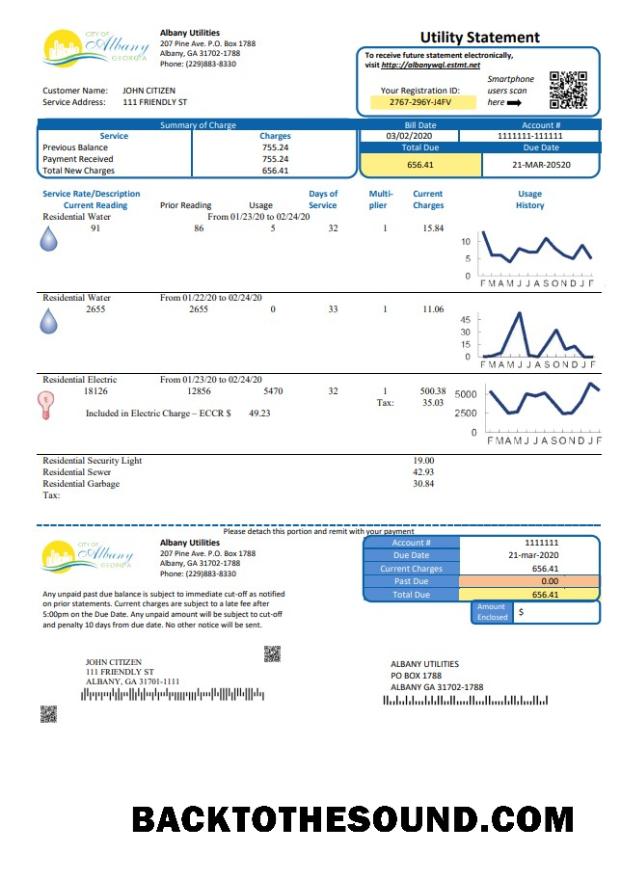 CITY OF
Albany
GEORGIA
Albany Utilities
207 Pine Ave. P.O. Box 1788
Albany, GA 31702-1788
Phone: (229)883-8330
Utility Statement
To receive future statement electronically,
visit http://albanywgl.estmt.net
Your Registration ID:
2767-296Y-J4FV
Smartphone
users scan
here
Customer Name: JOHN CITIZEN
Service Address: 111 FRIENDLY ST
Summary of Charge
Service Charges
Previous Balance 755.24
Payment Received 755.24
Total New Charges 656.41
Bill Date Account #
03/02/2020 1111111-111111
Total Due Due Date
656.41 21-MAR-20520
Service Rate/Description Days of Multi- Current Usage
Current Reading Prior Reading Usage Service plier Charges History
Residential Water From 01/23/20 to 02/24/20
91 86 5 32 1 15.84
10
5
0
F M A M J J A S O N D J F
Residential Water From 01/22/20 to 02/24/20
2655 2655 0 33 1 11.06
45
30
15
0
F M A M J J A S O N D J F
Residential Electric From 01/23/20 to 02/24/20
18126 12856 5470 32 1 500.38
Tax: 35.03
Included in Electric Charge – ECCR $ 49.23
5000
2500
0
F M A M J J A S O N D J F
Residential Security Light 19.00
Residential Sewer 42.93
Residential Garbage 30.84
Tax:
Please detach this portion and remit with your payment
CITY OF
Albany
GEORGIA
Albany Utilities
207 Pine Ave. P.O. Box 1788
Albany, GA 31702-1788
Phone: (229)883-8330
Account # 1111111
Due Date 21-mar-2020
Current Charges 656.41
Past Due 0.00
Total Due 656.41
Amount
Enclosed $
Any unpaid past due balance is subject to immediate cut-off as notified
on prior statements. Current charges are subject to a late fee after
5:00pm on the Due Date. Any unpaid amount will be subject to cut-off
and penalty 10 days from due date. No other notice will be sent.
JOHN CITIZEN
111 FRIENDLY ST
ALBANY, GA 31701-1111
ALBANY UTILITIES
PO BOX 1788
ALBANY GA 31702-1788
BACKTOTHESOUND.COM